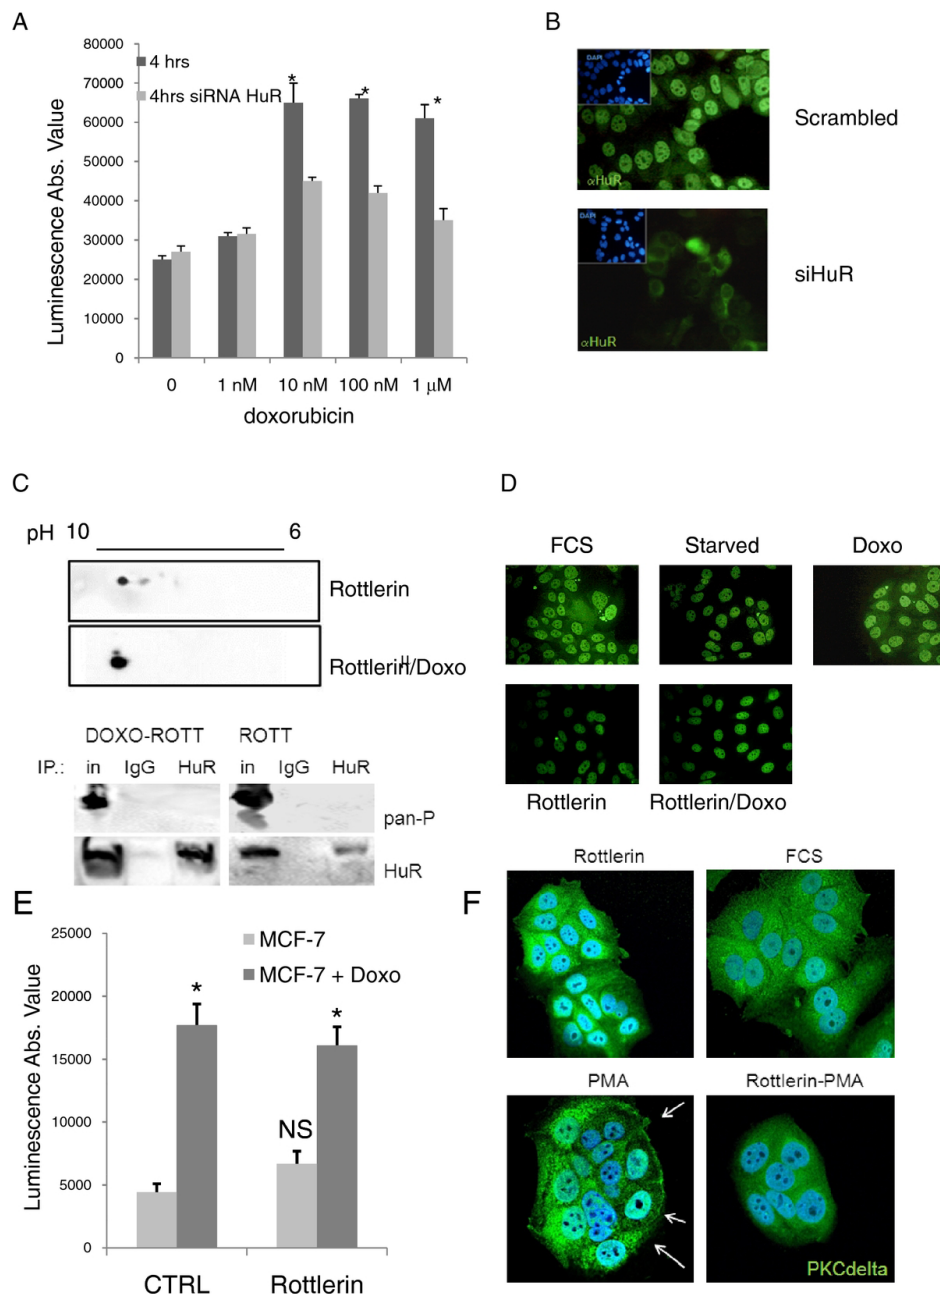 A
80000
70000
60000
50000
40000
30000
20000
10000
0
Luminescence Abs. Value
4 hrs
4hrs siRNA HuR
* * *
0 1 nM 10 nM 100 nM 1 μM
doxorubicin
B
DAPI
αHuR
Scrambled
DAPI
αHuR
siHuR
C
pH 10 6
Rottlerin
Rottlerin/Doxo
DOXO-ROTT ROTT
IP.: in IgG HuR in IgG HuR
pan-P
HuR
D
FCS Starved Doxo
Rottlerin Rottlerin/Doxo
E
25000
20000
15000
10000
5000
0
Luminescence Abs. Value
MCF-7
MCF-7 + Doxo
* NS *
CTRL Rottlerin
F
Rottlerin FCS
PMA Rottlerin-PMA
PKCdelta